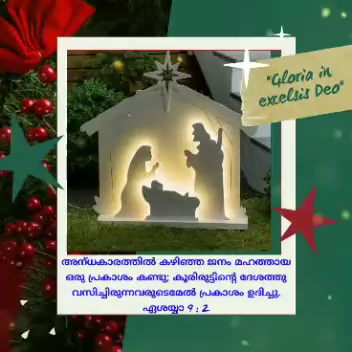 "Gloria in
excelsis Deo"
അന്ധകാരത്തിൽ കഴിഞ്ഞ ജനം മഹത്തായ
ഒരു പ്രകാശം കണ്ടു; കൂരിരുട്ടിന്റെ ദേശത്തു
വസിച്ചിരുന്നവരുടെമേൽ പ്രകാശം ഉദിച്ചു.
ഏശയ്യാ 9 : 2